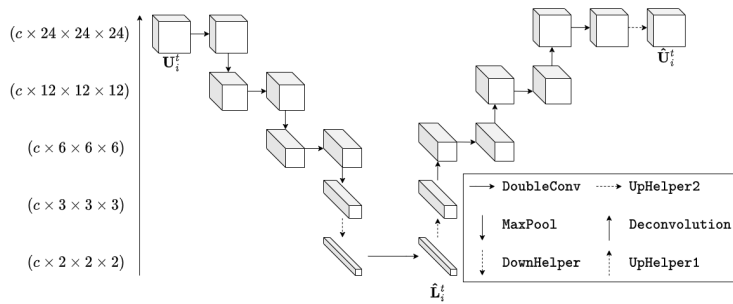 (c × 24 × 24 × 24)
U_i^t
Û_i^t
(c × 12 × 12 × 12)
(c × 6 × 6 × 6)
(c × 3 × 3 × 3)
(c × 2 × 2 × 2)
L̂_i^t
DoubleConv
UpHelper2
MaxPool
Deconvolution
DownHelper
UpHelper1